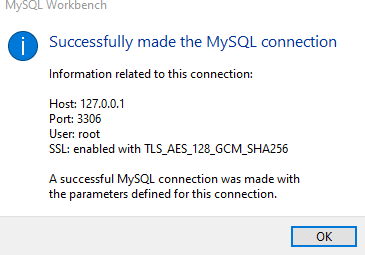 MySQL Workbench
Successfully made the MySQL connection
Information related to this connection:
Host: 127.0.0.1
Port: 3306
User: root
SSL: enabled with TLS_AES_128_GCM_SHA256
A successful MySQL connection was made with
the parameters defined for this connection.
OK